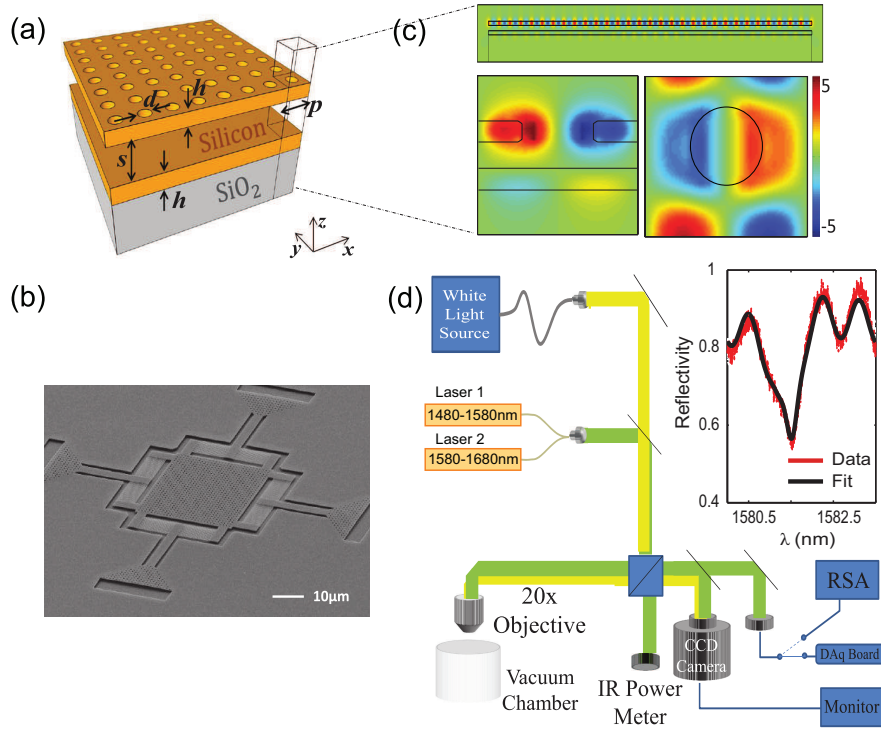 (a)
h
d
p
Silicon
s
h
SiO2
z
y
x
(c)
5
-5
(b)
10μm
(d)
White
Light
Source
Laser 1
1480-1580nm
Laser 2
1580-1680nm
1
0.8
0.6
0.4
Reflectivity
Data
Fit
1580.5
1582.5
λ (nm)
20x
Objective
Vacuum
Chamber
IR Power
Meter
CCD
Camera
RSA
DAq Board
Monitor